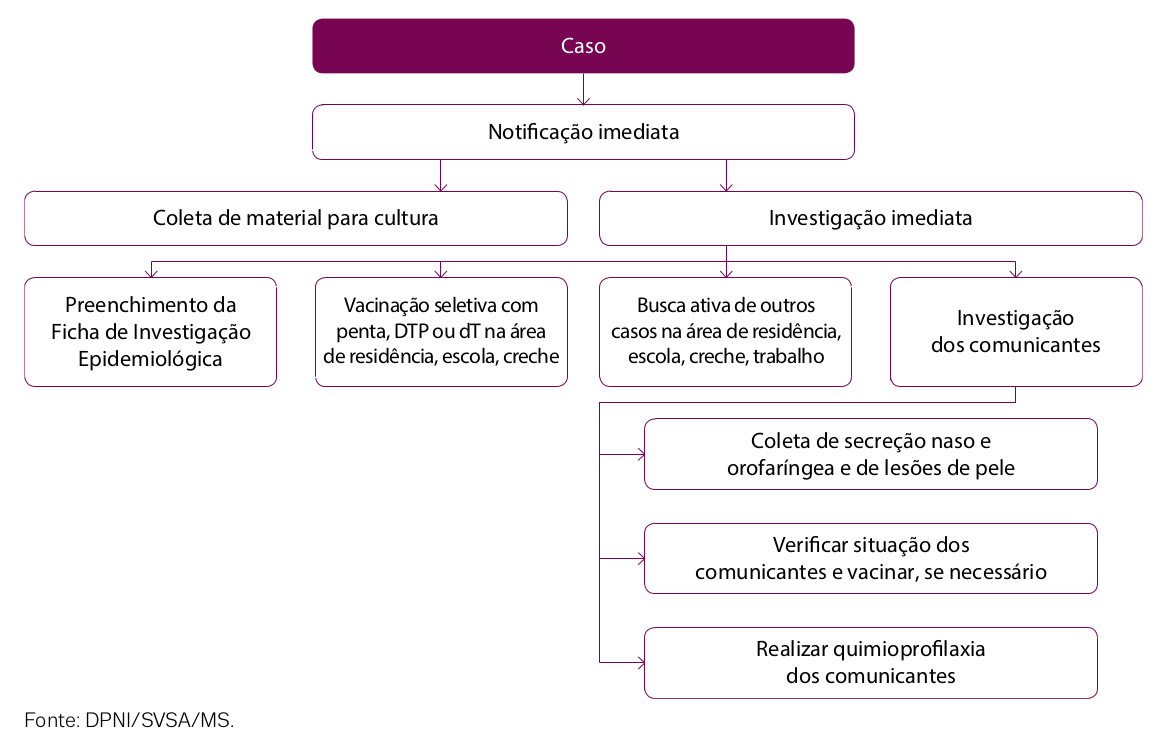 Caso
Notificação imediata
Coleta de material para cultura
Investigação imediata
Preenchimento da
Ficha de Investigação
Epidemiológica
Vacinação seletiva com
penta, DTP ou dT na área
de residência, escola, creche
Busca ativa de outros
casos na área de residência,
escola, creche, trabalho
Investigação
dos comunicantes
Coleta de secreção naso e
orofaríngea e de lesões de pele
Verificar situação dos
comunicantes e vacinar, se necessário
Realizar quimioprofilaxia
dos comunicantes
Fonte: DPNI/SVSA/MS.